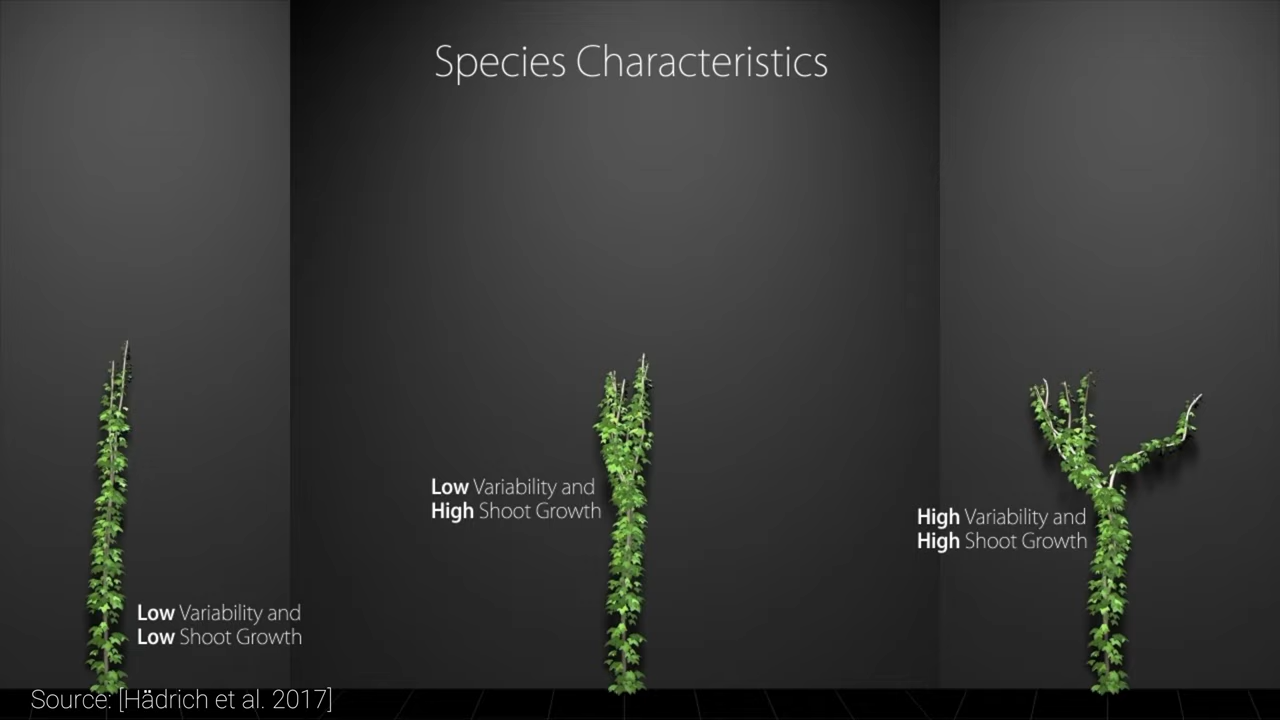 Species Characteristics
Low Variability and
High Shoot Growth
High Variability and
High Shoot Growth
Low Variability and
Low Shoot Growth
Source: [Hädrich et al. 2017]